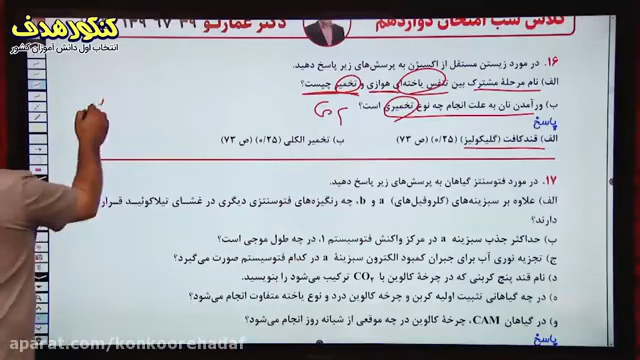 کنکور هدف
انتخاب اول دانش آموزان کشور
کلاس شب امتحان دوازدهم
دکتر عمارلو
۱۶. در مورد زیستن مستقل از اکسیژن به پرسش‌های زیر پاسخ دهید.
الف) نام مرحلهٔ مشترک بین تنفس یاخته‌ای هوازی و تخمیر چیست؟
ب) ورآمدن نان به علت انجام چه نوع تخمیری است؟
پاسخ
الف) قندکافت (گلیکولیز) (۰/۲۵) (ص ۷۳)
ب) تخمیر الکلی (۰/۲۵) (ص ۷۳)
۱۷. در مورد فتوسنتز گیاهان به پرسش‌های زیر پاسخ دهید.
الف) علاوه بر سبزینه‌های (کلروفیل‌های) a و b، چه رنگیزه‌های فتوسنتزی دیگری در غشای تیلاکوئید قرار
دارند؟
ب) حداکثر جذب سبزینه a در مرکز واکنش فتوسیستم ۱، در چه طول موجی است؟
ج) تجزیه نوری آب برای جبران کمبود الکترون سبزینهٔ a در کدام فتوسیستم صورت می‌گیرد؟
د) نام قند پنج کربنی که در چرخهٔ کالوین با CO۲ ترکیب می‌شود را بنویسید.
ه) در چه گیاهانی تثبیت اولیه کربن و چرخه کالوین در دو نوع یاخته متفاوت انجام می‌شود؟
و) در گیاهان CAM، چرخهٔ کالوین در چه موقعی از شبانه روز انجام می‌شود؟
پاسخ
aparat.com/konkoorehadaf